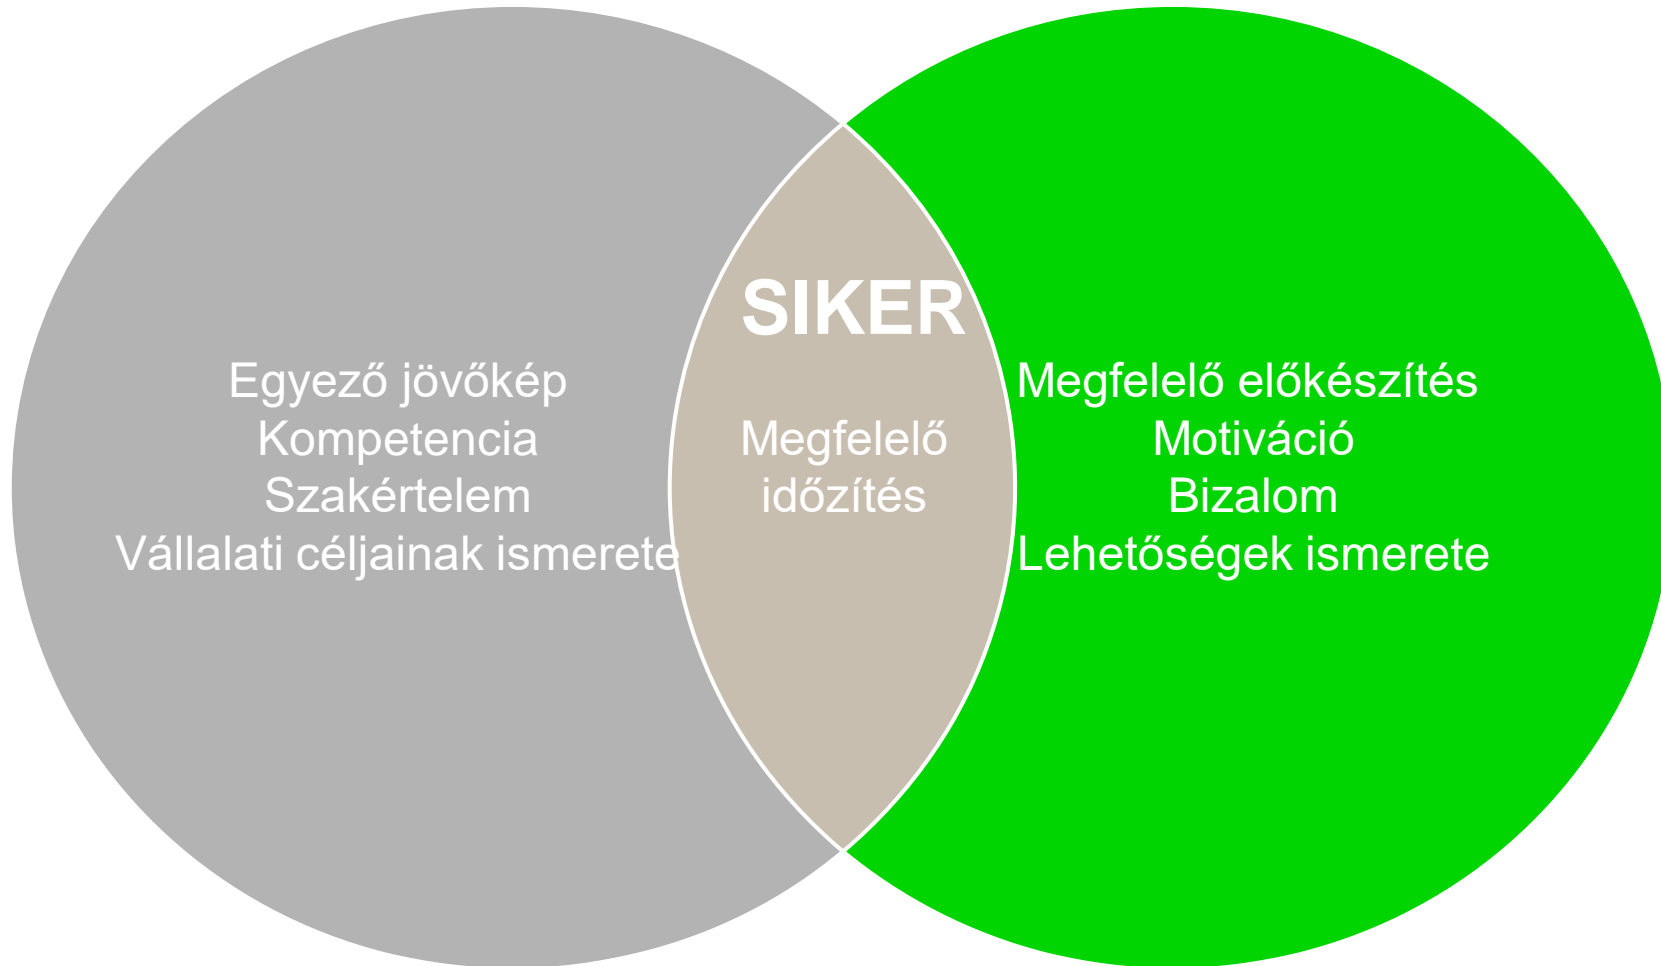 Egyező jövőkép
Kompetencia
Szakértelem
Vállalati céljainak ismerete
SIKER
Megfelelő
időzítés
Megfelelő előkészítés
Motiváció
Bizalom
Lehetőségek ismerete